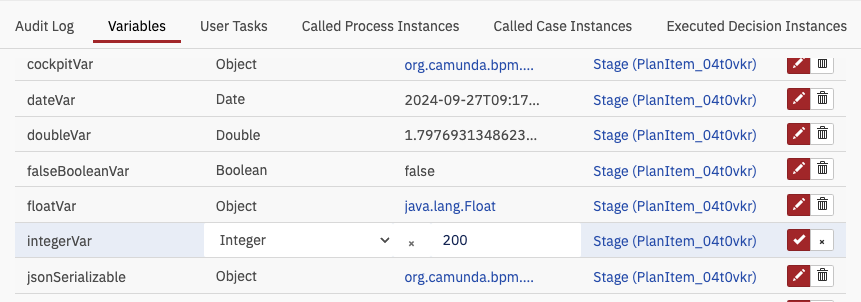 Audit Log Variables User Tasks Called Process Instances Called Case Instances Executed Decision Instances
cockpitVar Object org.camunda.bpm.... Stage (PlanItem_04t0vkr)
dateVar Date 2024-09-27T09:17... Stage (PlanItem_04t0vkr)
doubleVar Double 1.7976931348623... Stage (PlanItem_04t0vkr)
falseBooleanVar Boolean false Stage (PlanItem_04t0vkr)
floatVar Object java.lang.Float Stage (PlanItem_04t0vkr)
integerVar Integer 200 Stage (PlanItem_04t0vkr)
jsonSerializable Object org.camunda.bpm.... Stage (PlanItem_04t0vkr)